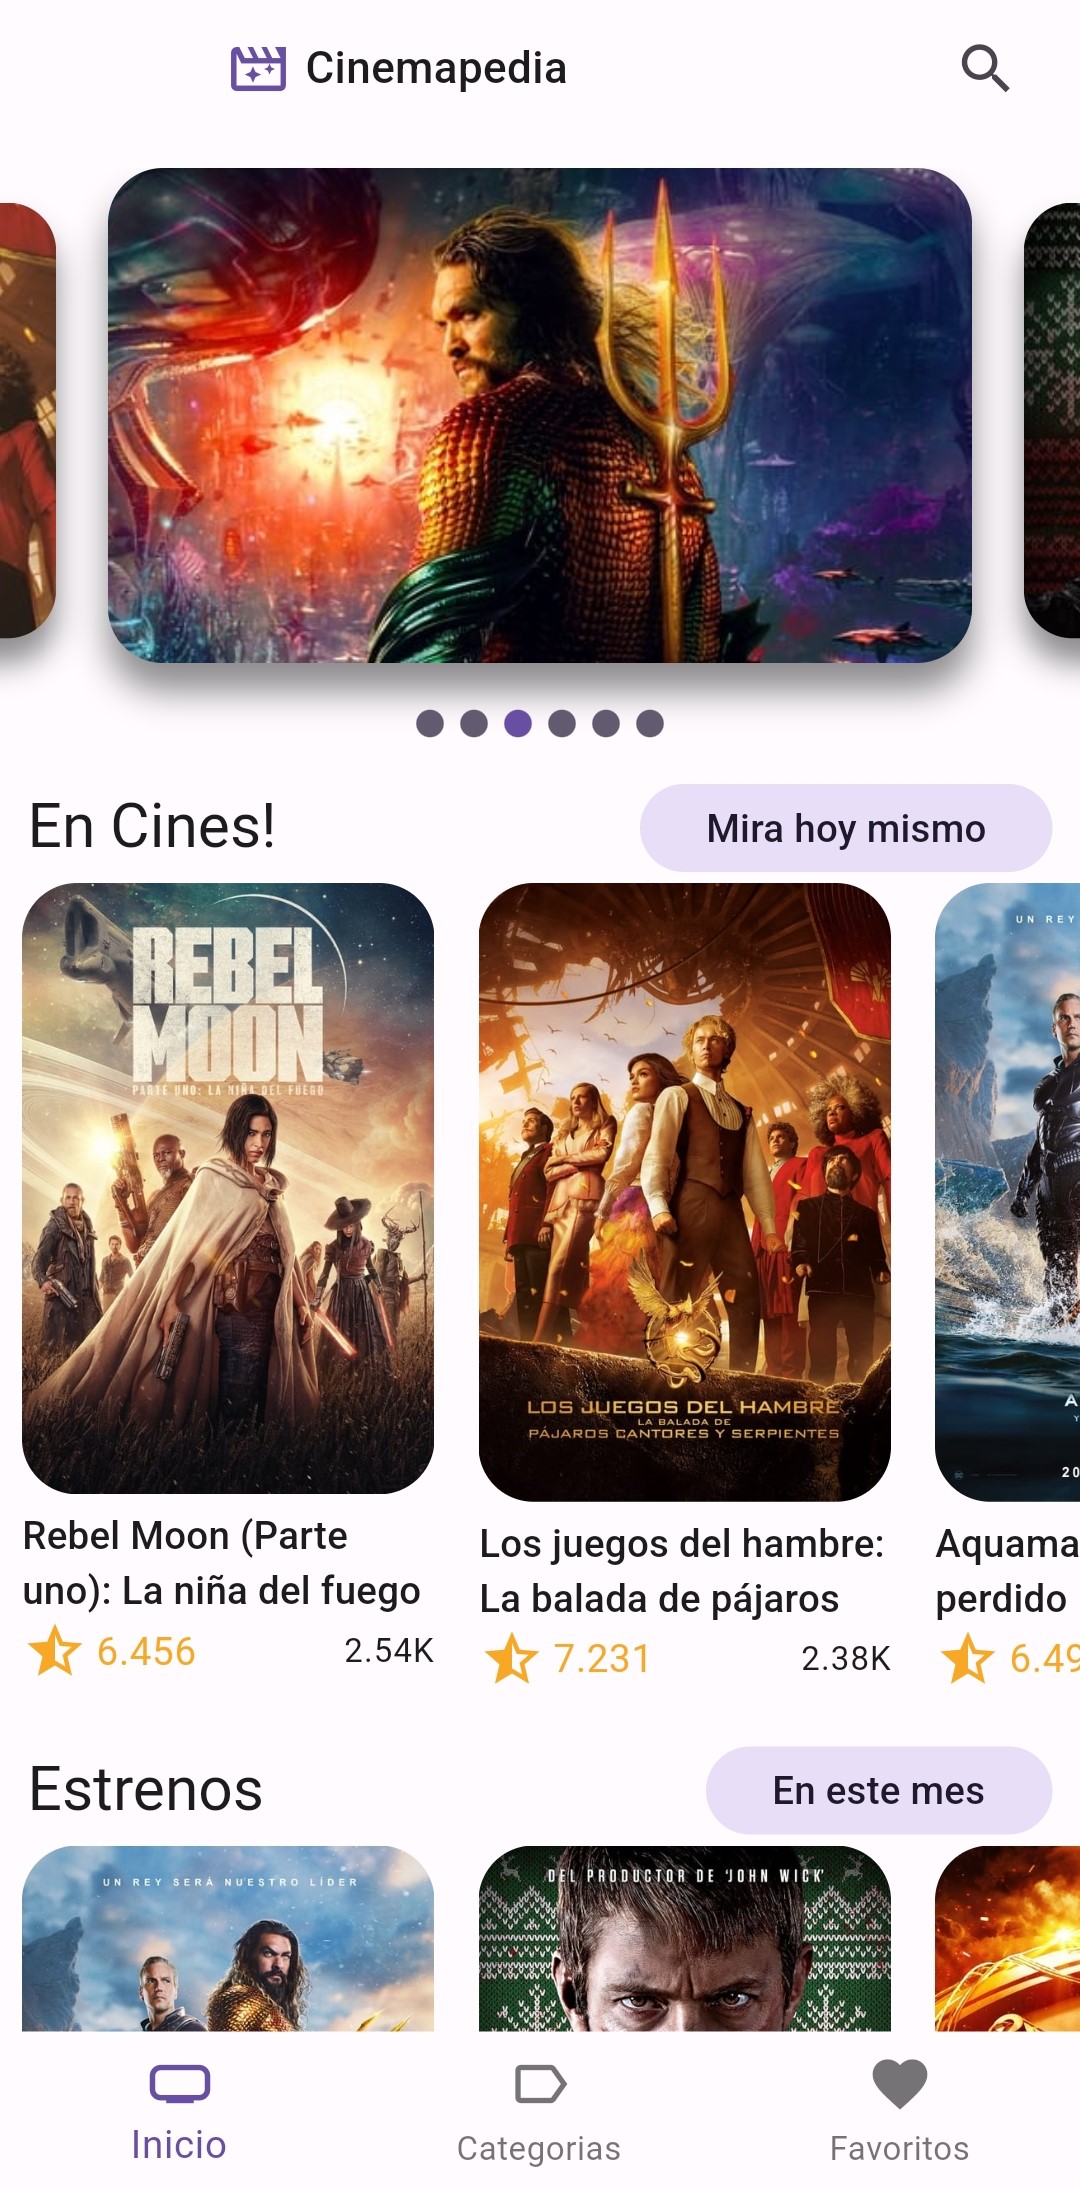 Cinemapedia
En Cines!
Mira hoy mismo
REBEL
MOON
PARTE UNO: LA NIÑA DEL FUEGO
LOS JUEGOS DEL HAMBRE
LA BALADA DE
PÁJAROS CANTORES Y SERPIENTES
UN REY
A
Y
20
Rebel Moon (Parte
uno): La niña del fuego
6.456
2.54K
Los juegos del hambre:
La balada de pájaros
7.231
2.38K
Aquama
perdido
6.49
Estrenos
En este mes
UN REY SERÁ NUESTRO LÍDER
DEL PRODUCTOR DE 'JOHN WICK'
Inicio
Categorias
Favoritos